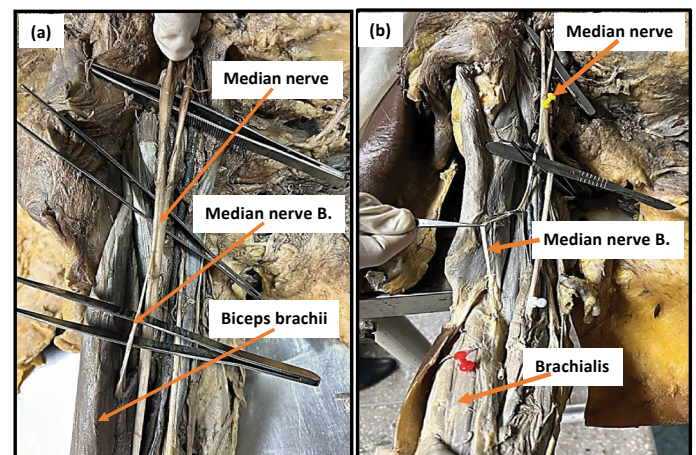 (a)
Median nerve
Median nerve B.
Biceps brachii
(b)
Median nerve
Median nerve B.
Brachialis